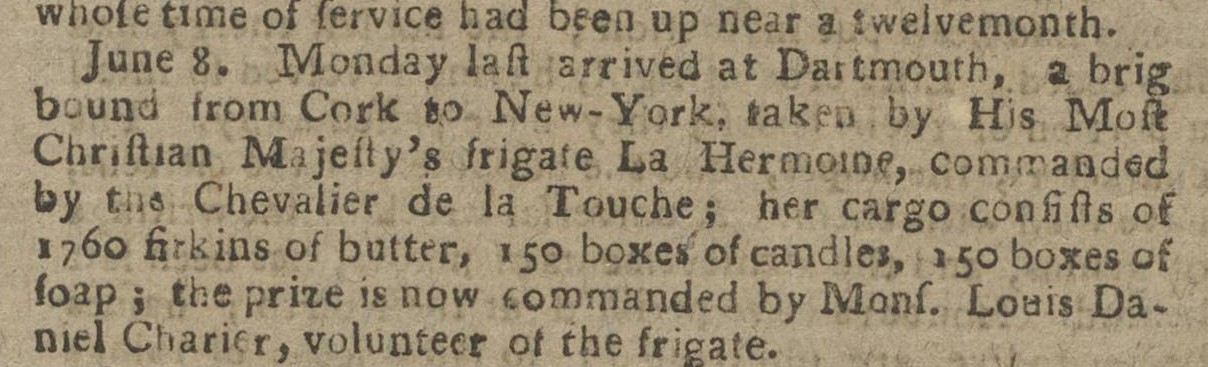 whoſe time of ſervice had been up near a twelvemonth.
June 8. Monday laſt arrived at Dartmouth, a brig
bound from Cork to New-York, taken by His Moſt
Chriſtian Majeſty's frigate La Hermoine, commanded
by the Chevalier de la Touche; her cargo conſiſts of
1760 firkins of butter, 150 boxes of candles, 150 boxes of
ſoap; the prize is now commanded by Monſ. Louis Da-
niel Charier, volunteer of the frigate.